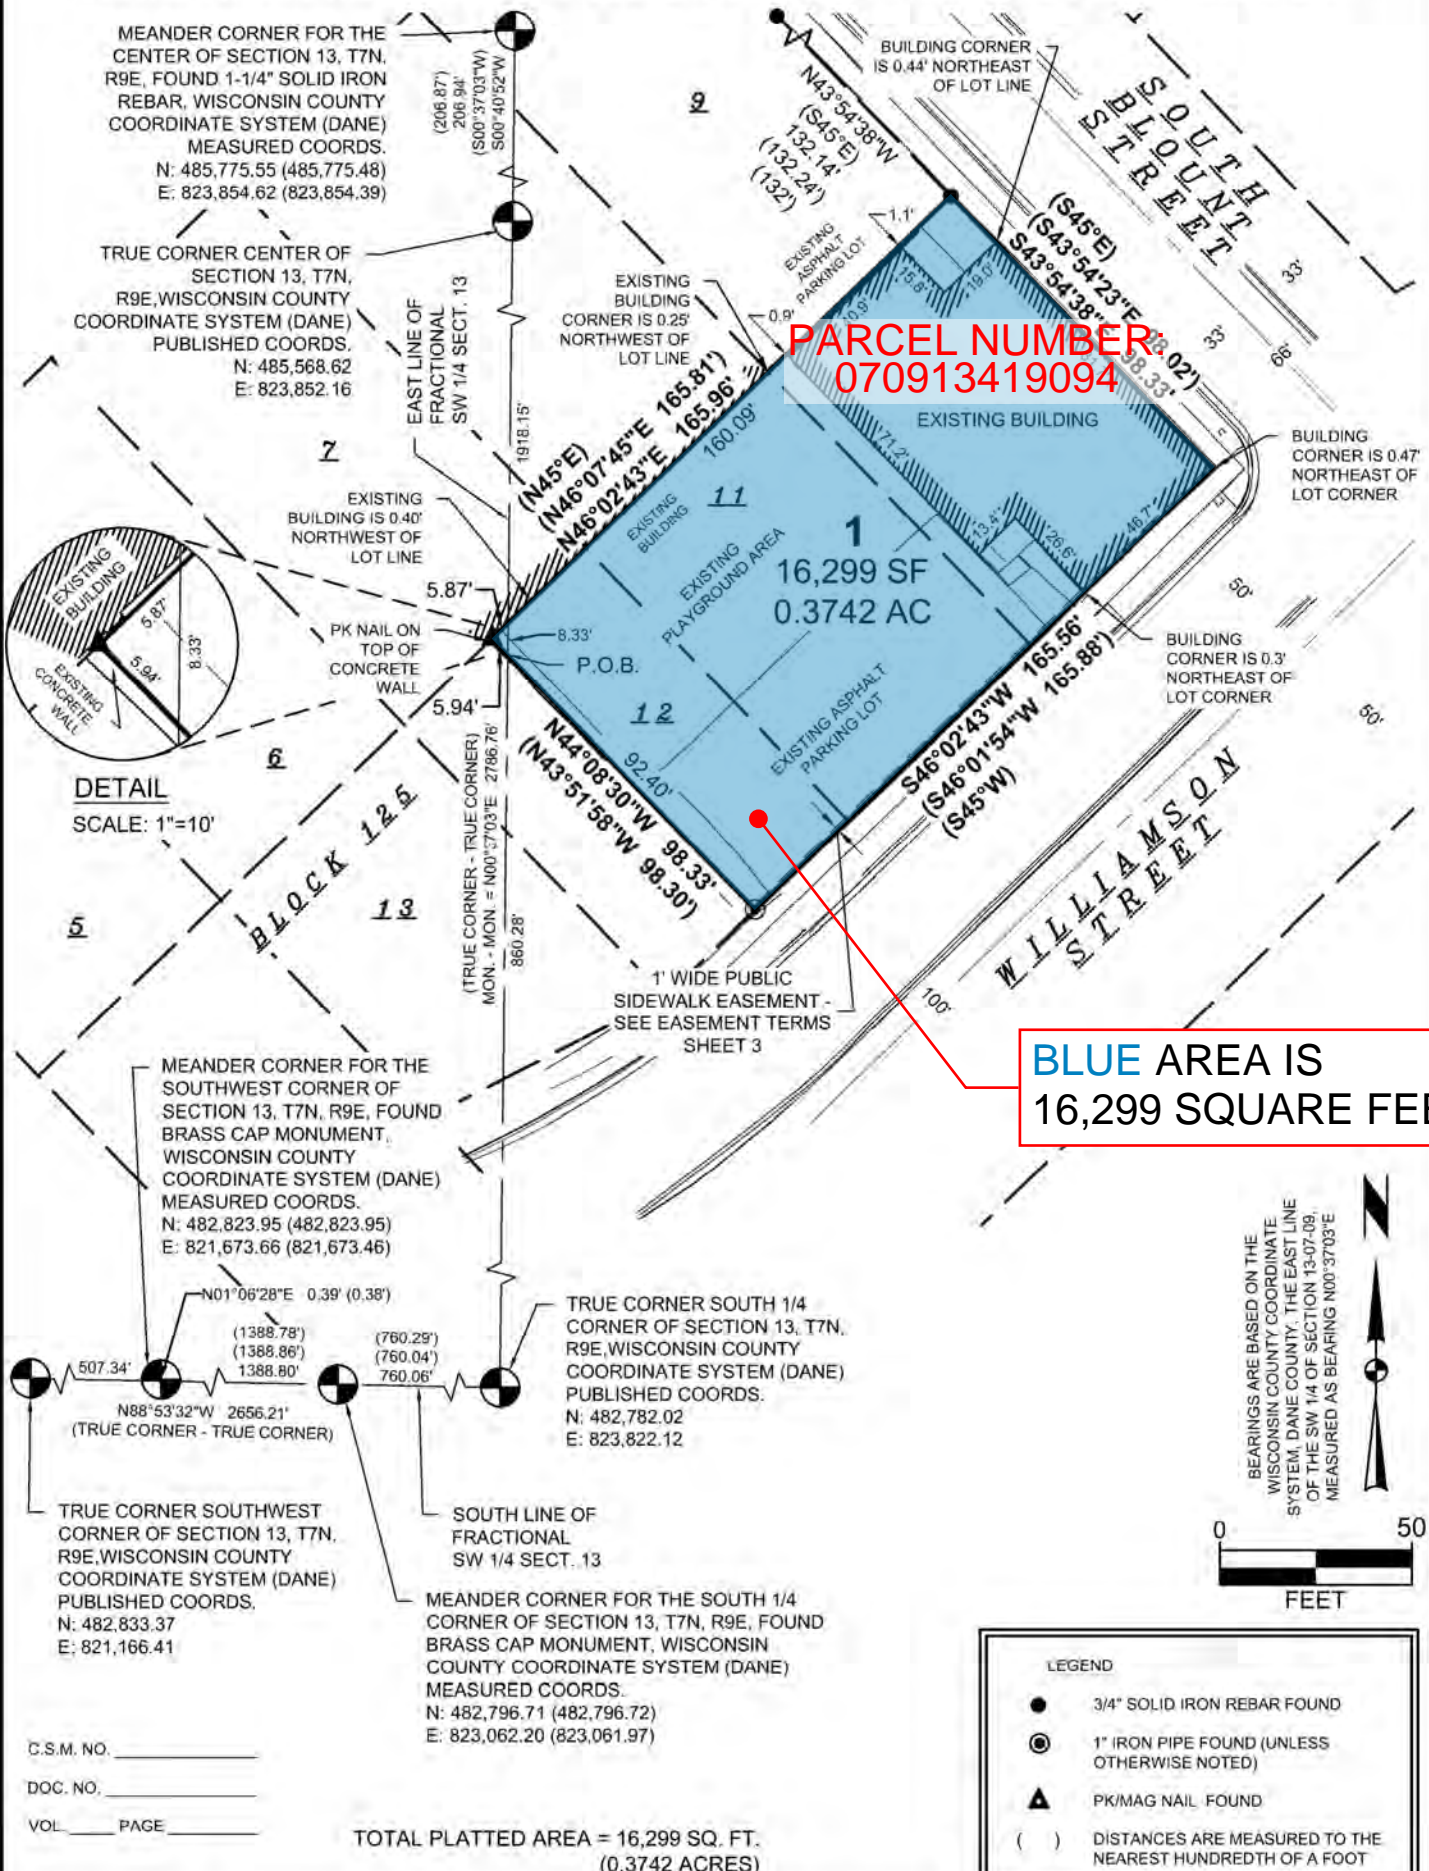 MEANDER CORNER FOR THE
CENTER OF SECTION 13, T7N,
R9E, FOUND 1-1/4" SOLID IRON
REBAR, WISCONSIN COUNTY
COORDINATE SYSTEM (DANE)
MEASURED COORDS.
N: 485,775.55 (485,775.48)
E: 823,854.62 (823,854.39)
(206.87')
206.94'
(S00°37'03"W)
S00°40'52"W
TRUE CORNER CENTER OF
SECTION 13, T7N,
R9E,WISCONSIN COUNTY
COORDINATE SYSTEM (DANE)
PUBLISHED COORDS.
N: 485,568.62
E: 823,852.16
EAST LINE OF
FRACTIONAL
SW 1/4 SECT. 13
1918.15'
9
N43°54'38"W
(S45°E)
132.14'
(132.24')
(132')
BUILDING CORNER
IS 0.44' NORTHEAST
OF LOT LINE
SOUTH
BLOUNT
STREET
33'
33'
66'
EXISTING
ASPHALT
PARKING LOT
1.1'
0.9'
15.8'
19.0'
10.9'
(S45°E)
(S43°54'23"E 98.02')
S43°54'38"E 98.33'
EXISTING
BUILDING
CORNER IS 0.25'
NORTHWEST OF
LOT LINE
PARCEL NUMBER:
070913419094
EXISTING BUILDING
BUILDING
CORNER IS 0.47'
NORTHEAST OF
LOT CORNER
7
(N45°E)
(N46°07'45"E 165.81')
N46°02'43"E 165.96'
160.09'
71.2'
EXISTING
BUILDING IS 0.40'
NORTHWEST OF
LOT LINE
EXISTING
BUILDING
11
EXISTING
PLAYGROUND AREA
1
16,299 SF
0.3742 AC
13.4'
26.6'
46.7'
50'
50'
100'
EXISTING
BUILDING
5.87'
5.94'
8.33'
EXISTING
CONCRETE
WALL
DETAIL
SCALE: 1"=10'
5.87'
PK NAIL ON
TOP OF
CONCRETE
WALL
5.94'
8.33'
P.O.B.
12
BUILDING
CORNER IS 0.3'
NORTHEAST OF
LOT CORNER
EXISTING ASPHALT
PARKING LOT
92.40'
N44°08'30"W 98.33'
(N43°51'58"W 98.30')
S46°02'43"W 165.56'
(S46°01'54"W 165.88')
(S45°W)
WILLIAMSON
STREET
6
BLOCK 125
5
13
(TRUE CORNER - TRUE CORNER)
MON. - MON. = N00°37'03"E 2786.76'
860.28'
1' WIDE PUBLIC
SIDEWALK EASEMENT -
SEE EASEMENT TERMS
SHEET 3
BLUE AREA IS
16,299 SQUARE FEE
MEANDER CORNER FOR THE
SOUTHWEST CORNER OF
SECTION 13, T7N, R9E, FOUND
BRASS CAP MONUMENT,
WISCONSIN COUNTY
COORDINATE SYSTEM (DANE)
MEASURED COORDS.
N: 482,823.95 (482,823.95)
E: 821,673.66 (821,673.46)
N01°06'28"E 0.39' (0.38')
507.34'
(1388.78')
(1388.86')
1388.80'
(760.29')
(760.04')
760.06'
N88°53'32"W 2656.21'
(TRUE CORNER - TRUE CORNER)
TRUE CORNER SOUTH 1/4
CORNER OF SECTION 13, T7N,
R9E,WISCONSIN COUNTY
COORDINATE SYSTEM (DANE)
PUBLISHED COORDS.
N: 482,782.02
E: 823,822.12
TRUE CORNER SOUTHWEST
CORNER OF SECTION 13, T7N,
R9E,WISCONSIN COUNTY
COORDINATE SYSTEM (DANE)
PUBLISHED COORDS.
N: 482,833.37
E: 821,166.41
SOUTH LINE OF
FRACTIONAL
SW 1/4 SECT. 13
MEANDER CORNER FOR THE SOUTH 1/4
CORNER OF SECTION 13, T7N, R9E, FOUND
BRASS CAP MONUMENT, WISCONSIN
COUNTY COORDINATE SYSTEM (DANE)
MEASURED COORDS.
N: 482,796.71 (482,796.72)
E: 823,062.20 (823,061.97)
BEARINGS ARE BASED ON THE
WISCONSIN COUNTY COORDINATE
SYSTEM, DANE COUNTY. THE EAST LINE
OF THE SW 1/4 OF SECTION 13-07-09,
MEASURED AS BEARING N00°37'03"E
N
0 50
FEET
LEGEND
3/4" SOLID IRON REBAR FOUND
1" IRON PIPE FOUND (UNLESS
OTHERWISE NOTED)
PK/MAG NAIL FOUND
( ) DISTANCES ARE MEASURED TO THE
NEAREST HUNDREDTH OF A FOOT
C.S.M. NO.
DOC. NO.
VOL. PAGE
TOTAL PLATTED AREA = 16,299 SQ. FT.
(0.3742 ACRES)